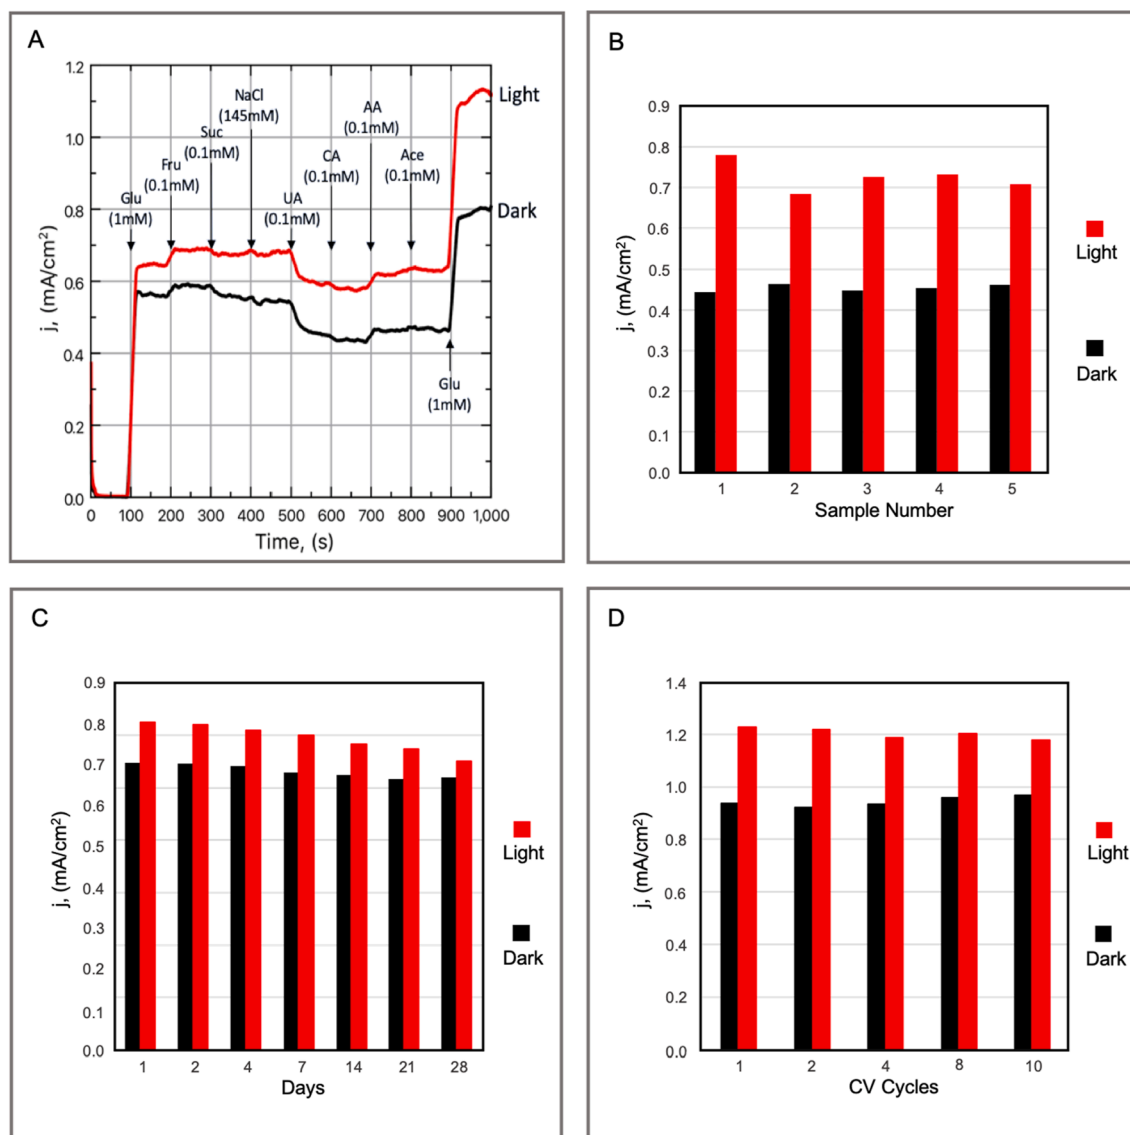 A
1.2
1.0
0.8
0.6
0.4
0.2
0.0
j, (mA/cm²)
Light
Dark
Glu
(1mM)
Fru
(0.1mM)
Suc
(0.1mM)
NaCl
(145mM)
UA
(0.1mM)
CA
(0.1mM)
AA
(0.1mM)
Ace
(0.1mM)
Glu
(1mM)
0 100 200 300 400 500 600 700 800 900 1,000
Time, (s)
B
0.9
0.8
0.7
0.6
0.5
0.4
0.3
0.2
0.1
0.0
j, (mA/cm²)
1 2 3 4 5
Sample Number
Light
Dark
C
0.9
0.8
0.7
0.6
0.5
0.4
0.3
0.2
0.1
0.0
j, (mA/cm²)
1 2 4 7 14 21 28
Days
Light
Dark
D
1.4
1.2
1.0
0.8
0.6
0.4
0.2
0.0
j, (mA/cm²)
1 2 4 8 10
CV Cycles
Light
Dark